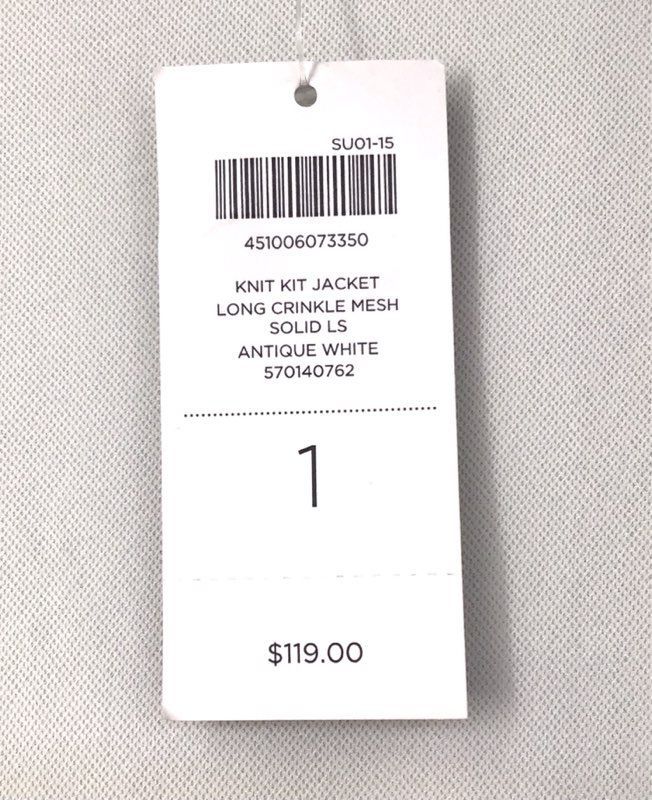 SU01-15
451006073350
KNIT KIT JACKET
LONG CRINKLE MESH
SOLID LS
ANTIQUE WHITE
570140762
1
$119.00